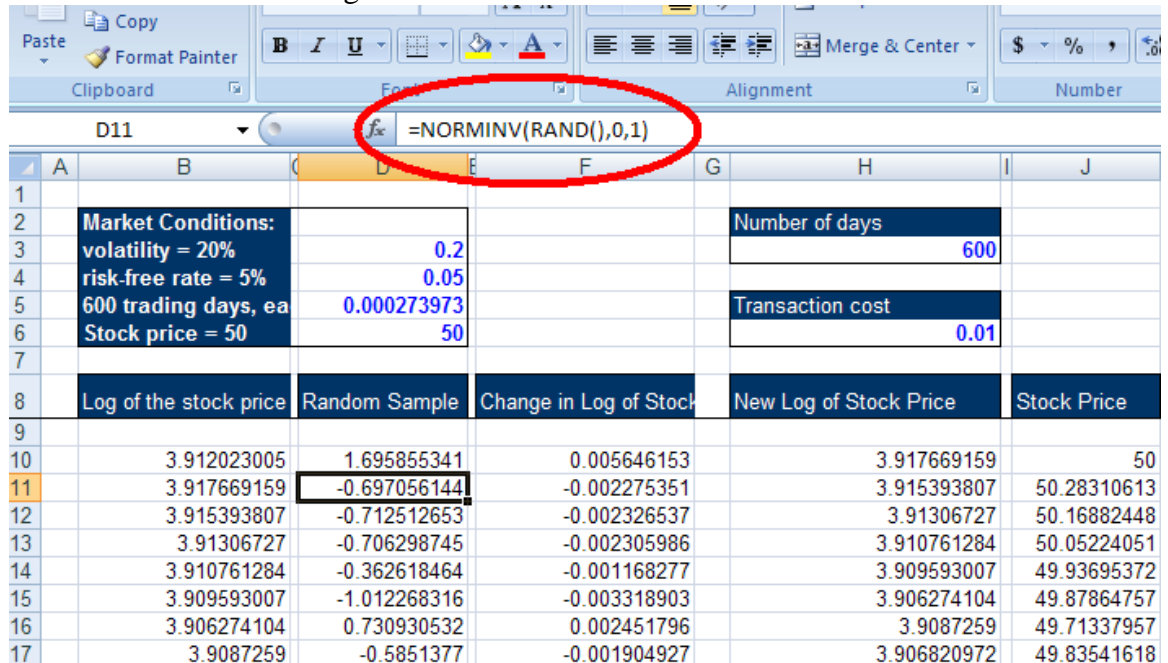 Copy
Paste
Format Painter
B I U A
Merge & Center
$ % ,
Clipboard
Alignment
Number
D11 fx =NORMINV(RAND(),0,1)
A B D F G H I J
1
2 Market Conditions: Number of days
3 volatility = 20% 0.2 600
4 risk-free rate = 5% 0.05
5 600 trading days, ea 0.000273973 Transaction cost
6 Stock price = 50 50 0.01
7
8 Log of the stock price Random Sample Change in Log of Stock New Log of Stock Price Stock Price
9
10 3.912023005 1.695855341 0.005646153 3.917669159 50
11 3.917669159 -0.697056144 -0.002275351 3.915393807 50.28310613
12 3.915393807 -0.712512653 -0.002326537 3.91306727 50.16882448
13 3.91306727 -0.706298745 -0.002305986 3.910761284 50.05224051
14 3.910761284 -0.362618464 -0.001168277 3.909593007 49.93695372
15 3.909593007 -1.012268316 -0.003318903 3.906274104 49.87864757
16 3.906274104 0.730930532 0.002451796 3.9087259 49.71337957
17 3.9087259 -0.5851377 -0.001904927 3.906820972 49.83541618